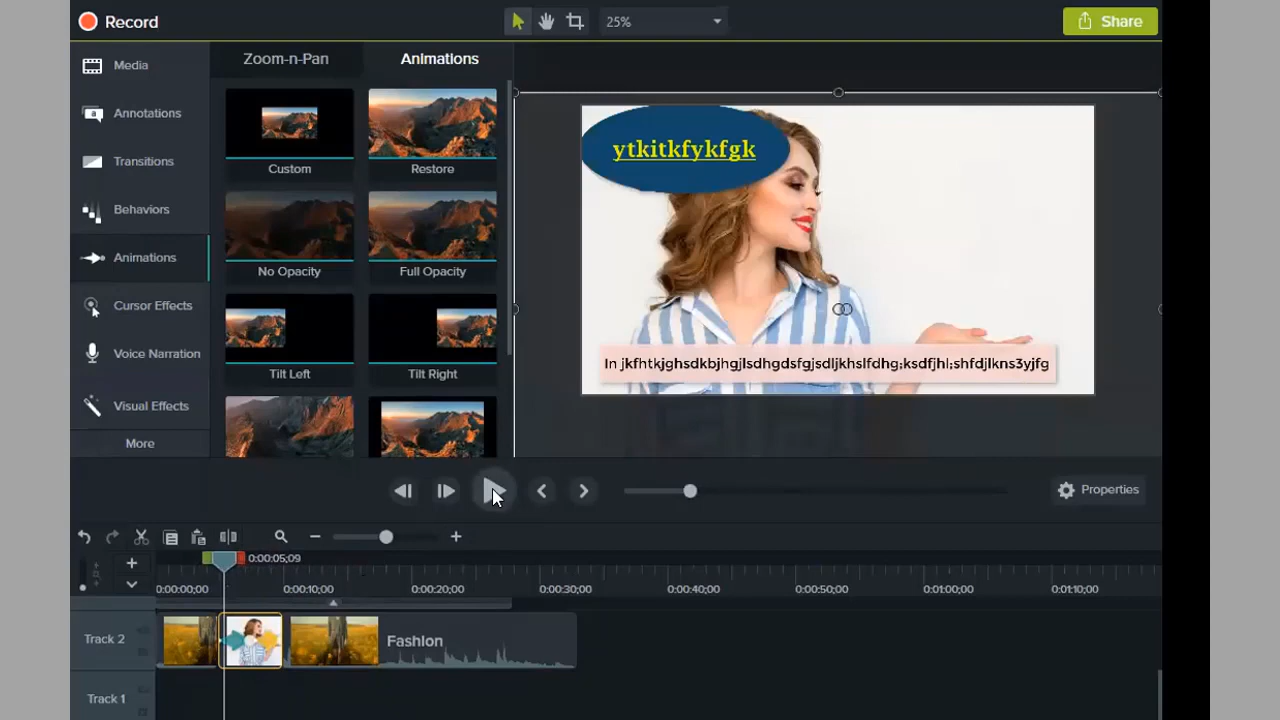 Record
25%
Share
Media
Annotations
Transitions
Behaviors
Animations
Cursor Effects
Voice Narration
Visual Effects
More
Zoom-n-Pan
Animations
Custom
Restore
No Opacity
Full Opacity
Tilt Left
Tilt Right
ytkitkfykfgk
In jkfhtkjghsdkbjhgjlsdhgdsfgjsdljkhslfdhg;ksdfjhl;shfdjlkns3yjfg
Properties
0:00:05;09
0:00:00;00
0:00:10;00
0:00:20;00
0:00:30;00
0:00:40;00
0:00:50;00
0:01:00;00
0:01:10;00
Track 2
Fashion
Track 1